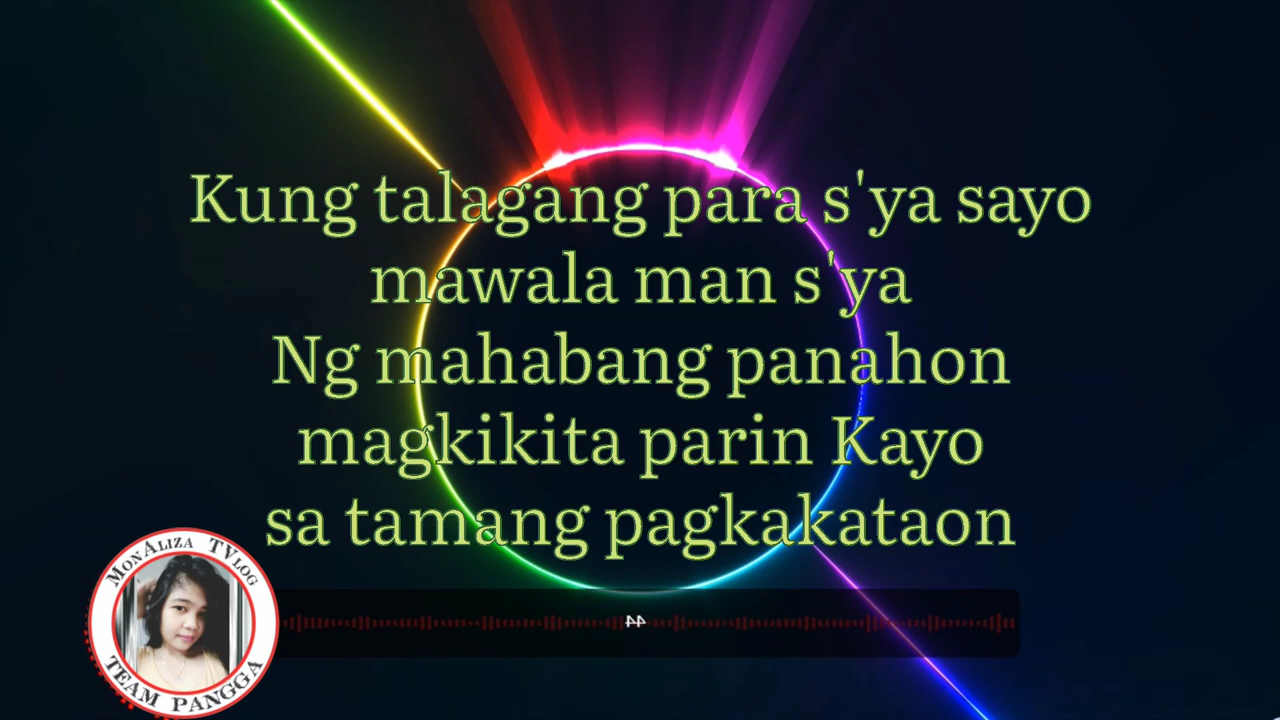 Kung talagang para s'ya sayo
mawala man s'ya
Ng mahabang panahon
magkikita parin Kayo
sa tamang pagkakataon
MONALIZA TVLOG
TEAM PANGGA
44